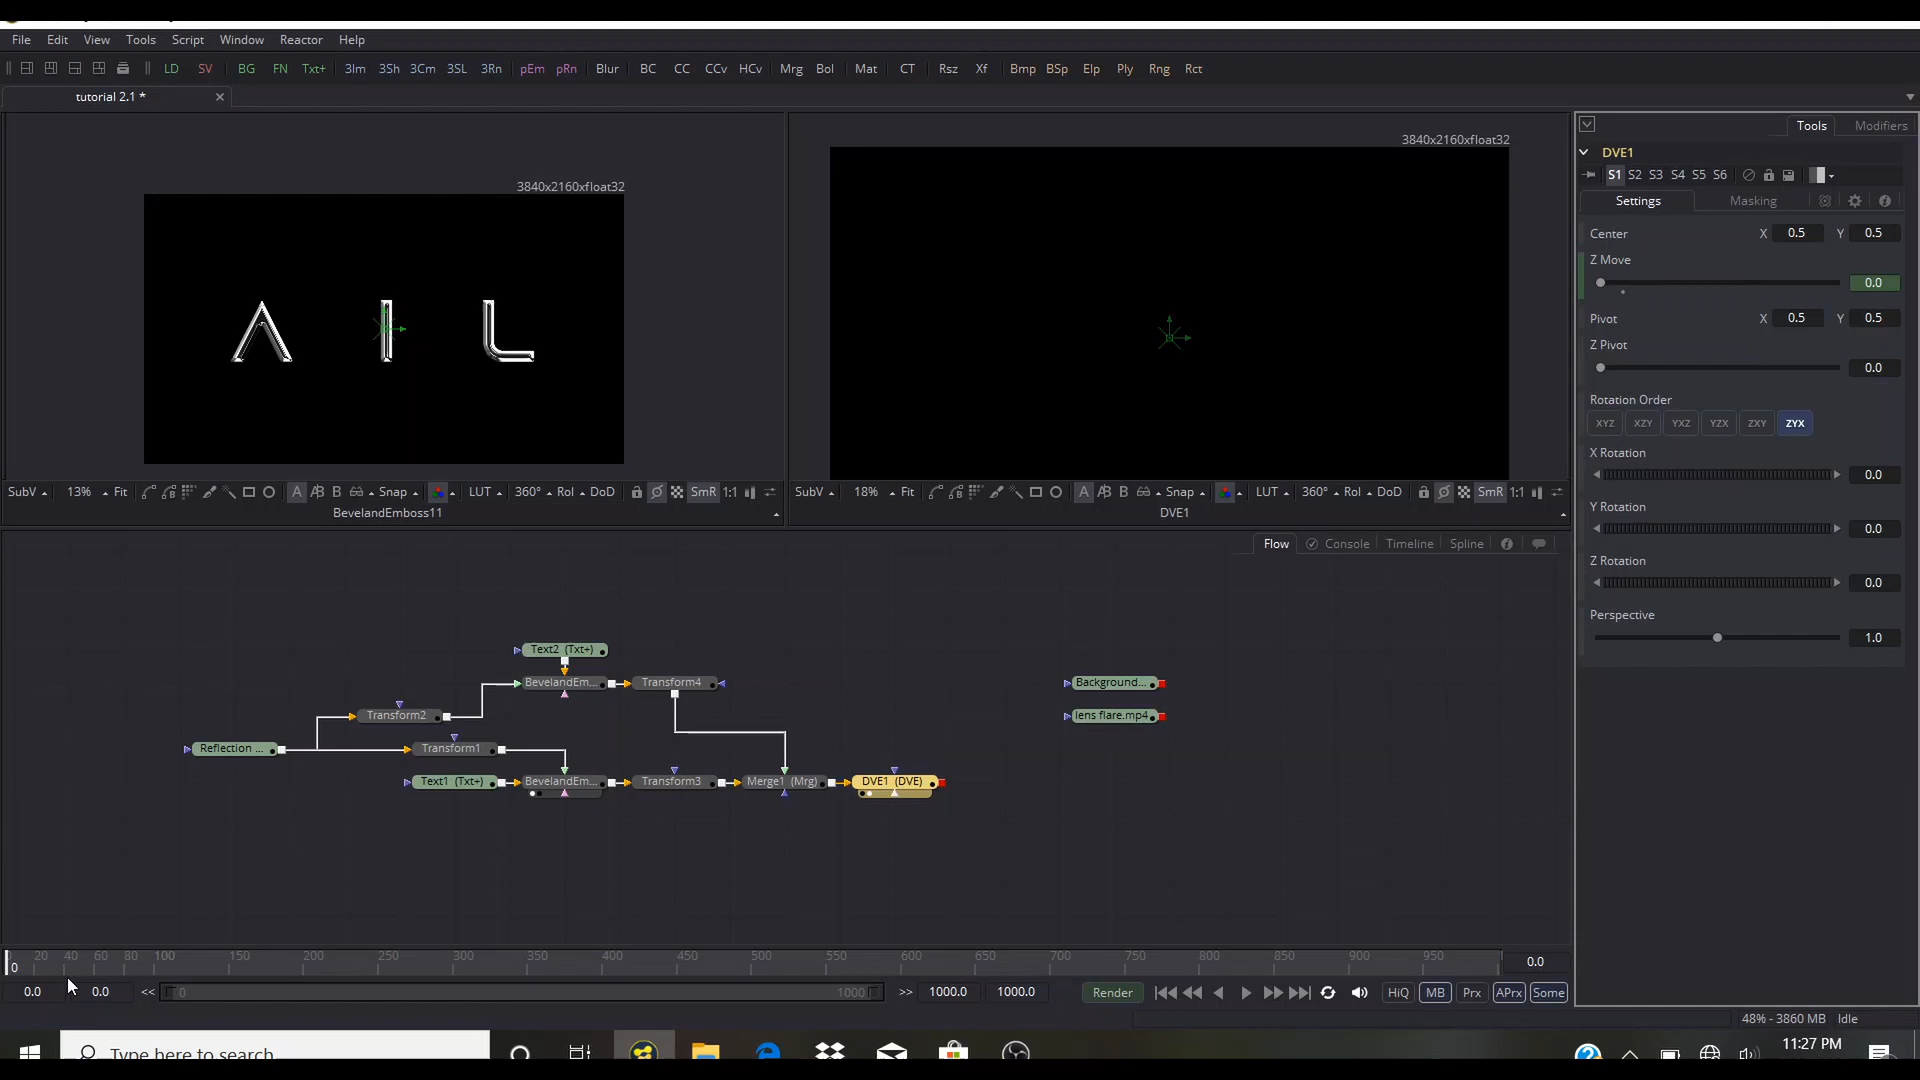 File Edit View Tools Script Window Reactor Help
LD SV BG FN Txt+ 3Im 3Sh 3Cm 3SL 3Rn pEm pRn Blur BC CC CCv HCv Mrg Bol Mat CT Rsz Xf Bmp BSp Elp Ply Rng Rct
tutorial 2.1 *
3840x2160xfloat32
A I L
SubV 13% Fit A B Snap LUT 360° RoI DoD SmR 1:1
BevelandEmboss11
3840x2160xfloat32
SubV 18% Fit A B Snap LUT 360° RoI DoD SmR 1:1
DVE1
Tools Modifiers
DVE1
S1 S2 S3 S4 S5 S6
Settings Masking
Center X 0.5 Y 0.5
Z Move
0.0
Pivot X 0.5 Y 0.5
Z Pivot
0.0
Rotation Order
XYZ XZY YXZ YZX ZXY ZYX
X Rotation
0.0
Y Rotation
0.0
Z Rotation
0.0
Perspective
1.0
Flow Console Timeline Spline
Text2 (Txt+)
BevelandEm... Transform4
Background...
Transform2
lens flare.mp4
Reflection ... Transform1
Text1 (Txt+) BevelandEm... Transform3 Merge1 (Mrg) DVE1 (DVE)
0 20 40 60 80 100 150 200 250 300 350 400 450 500 550 600 650 700 750 800 850 900 950
0.0
0.0 0.0 << 0 1000 >> 1000.0 1000.0 Render HiQ MB Prx APrx Some
48% - 3860 MB Idle
Type here to search
11:27 PM